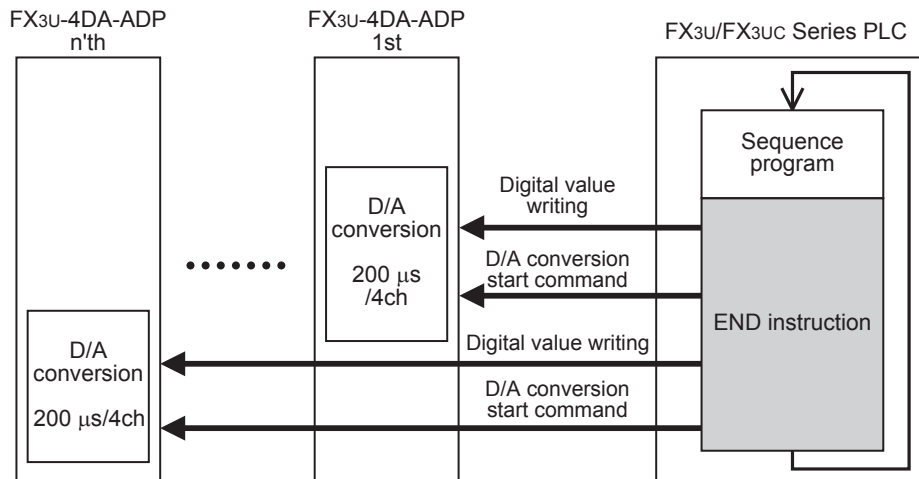 FX3U-4DA-ADP
n'th
FX3U-4DA-ADP
1st
FX3U/FX3UC Series PLC
Sequence
program
END instruction
Digital value
writing
D/A conversion
start command
Digital value writing
D/A conversion
start command
D/A
conversion
200 μs
/4ch
D/A
conversion
200 μs/4ch